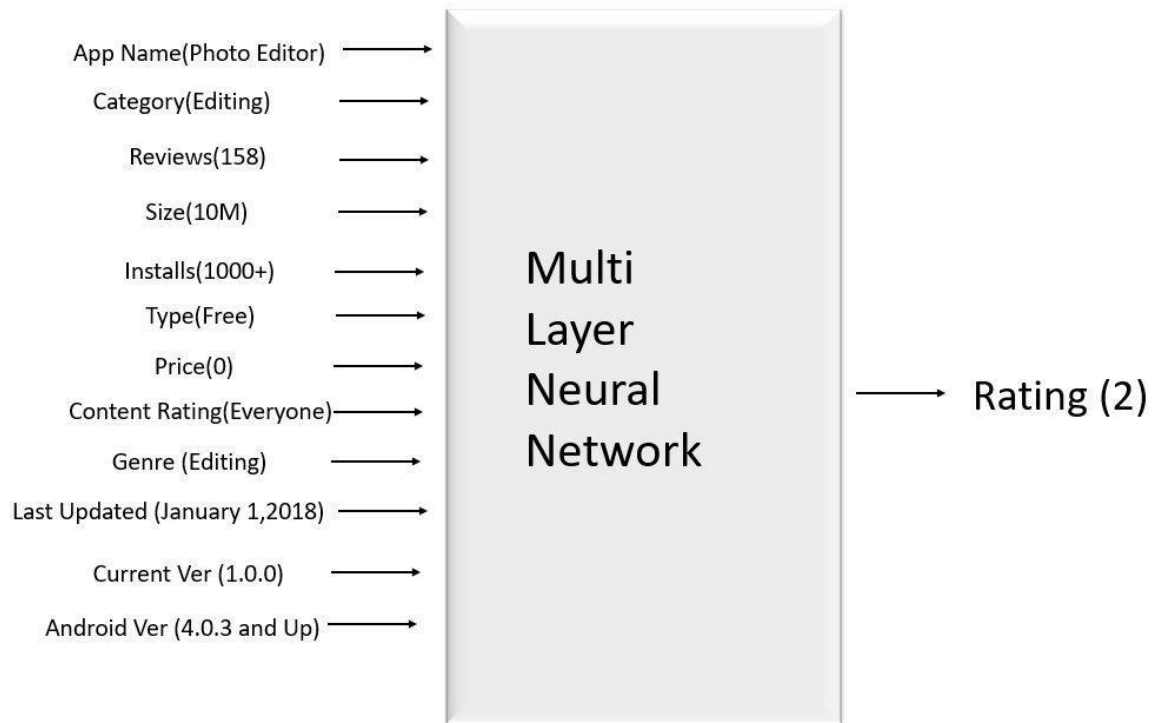 App Name(Photo Editor)
Category(Editing)
Reviews(158)
Size(10M)
Installs(1000+)
Type(Free)
Price(0)
Content Rating(Everyone)
Genre (Editing)
Last Updated (January 1,2018)
Current Ver (1.0.0)
Android Ver (4.0.3 and Up)
Multi
Layer
Neural
Network
Rating (2)